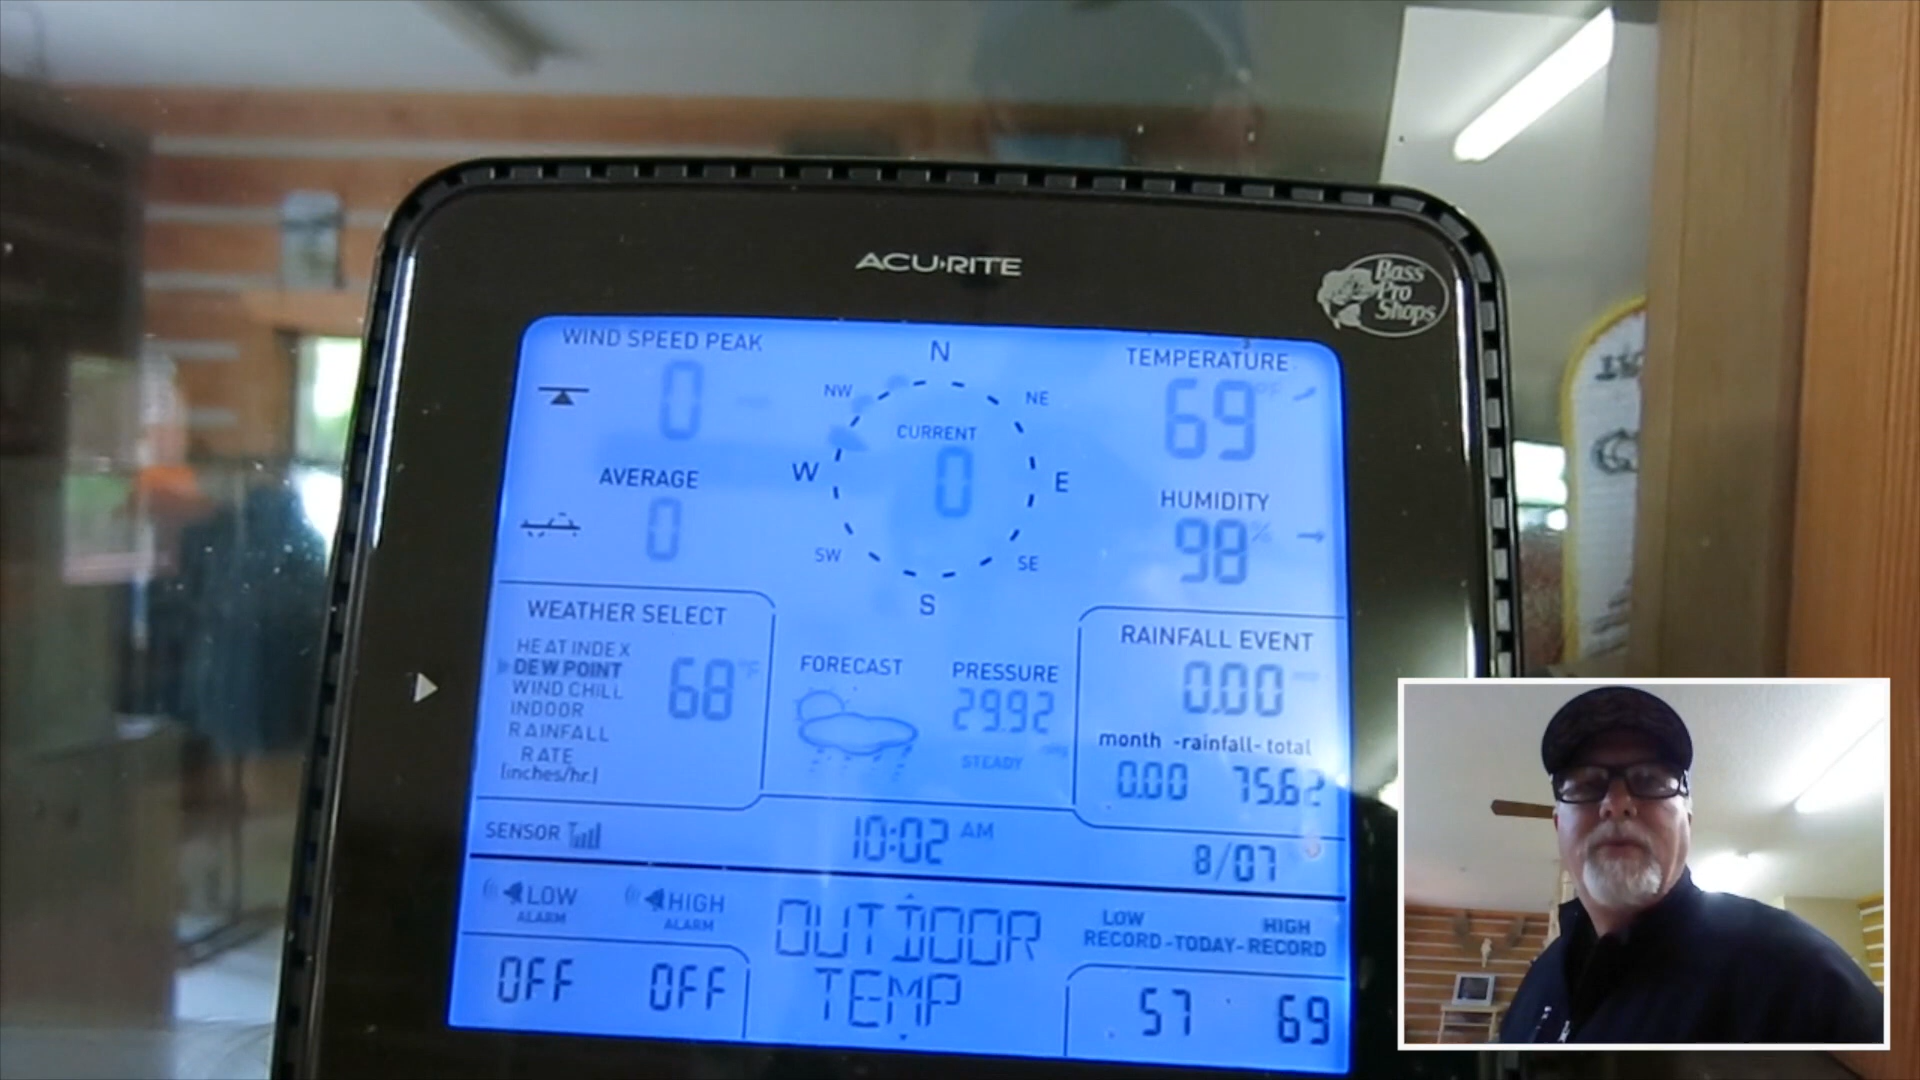 ACU›RITE
Bass
Pro
Shops
WIND SPEED PEAK
0
AVERAGE
0
N
NW
NE
CURRENT
0
W
E
SW
SE
S
TEMPERATURE
69 °F
HUMIDITY
98 %
WEATHER SELECT
HEAT INDEX
DEW POINT
WIND CHILL
INDOOR
RAINFALL
RATE
(inches/hr.)
68 °F
FORECAST
PRESSURE
29.92
STEADY
RAINFALL EVENT
0.00
month -rainfall- total
0.00 75.62
SENSOR
10:02 AM
8/07
LOW
ALARM
HIGH
ALARM
OFF OFF
OUTDOOR
TEMP
LOW HIGH
RECORD -TODAY- RECORD
57 69